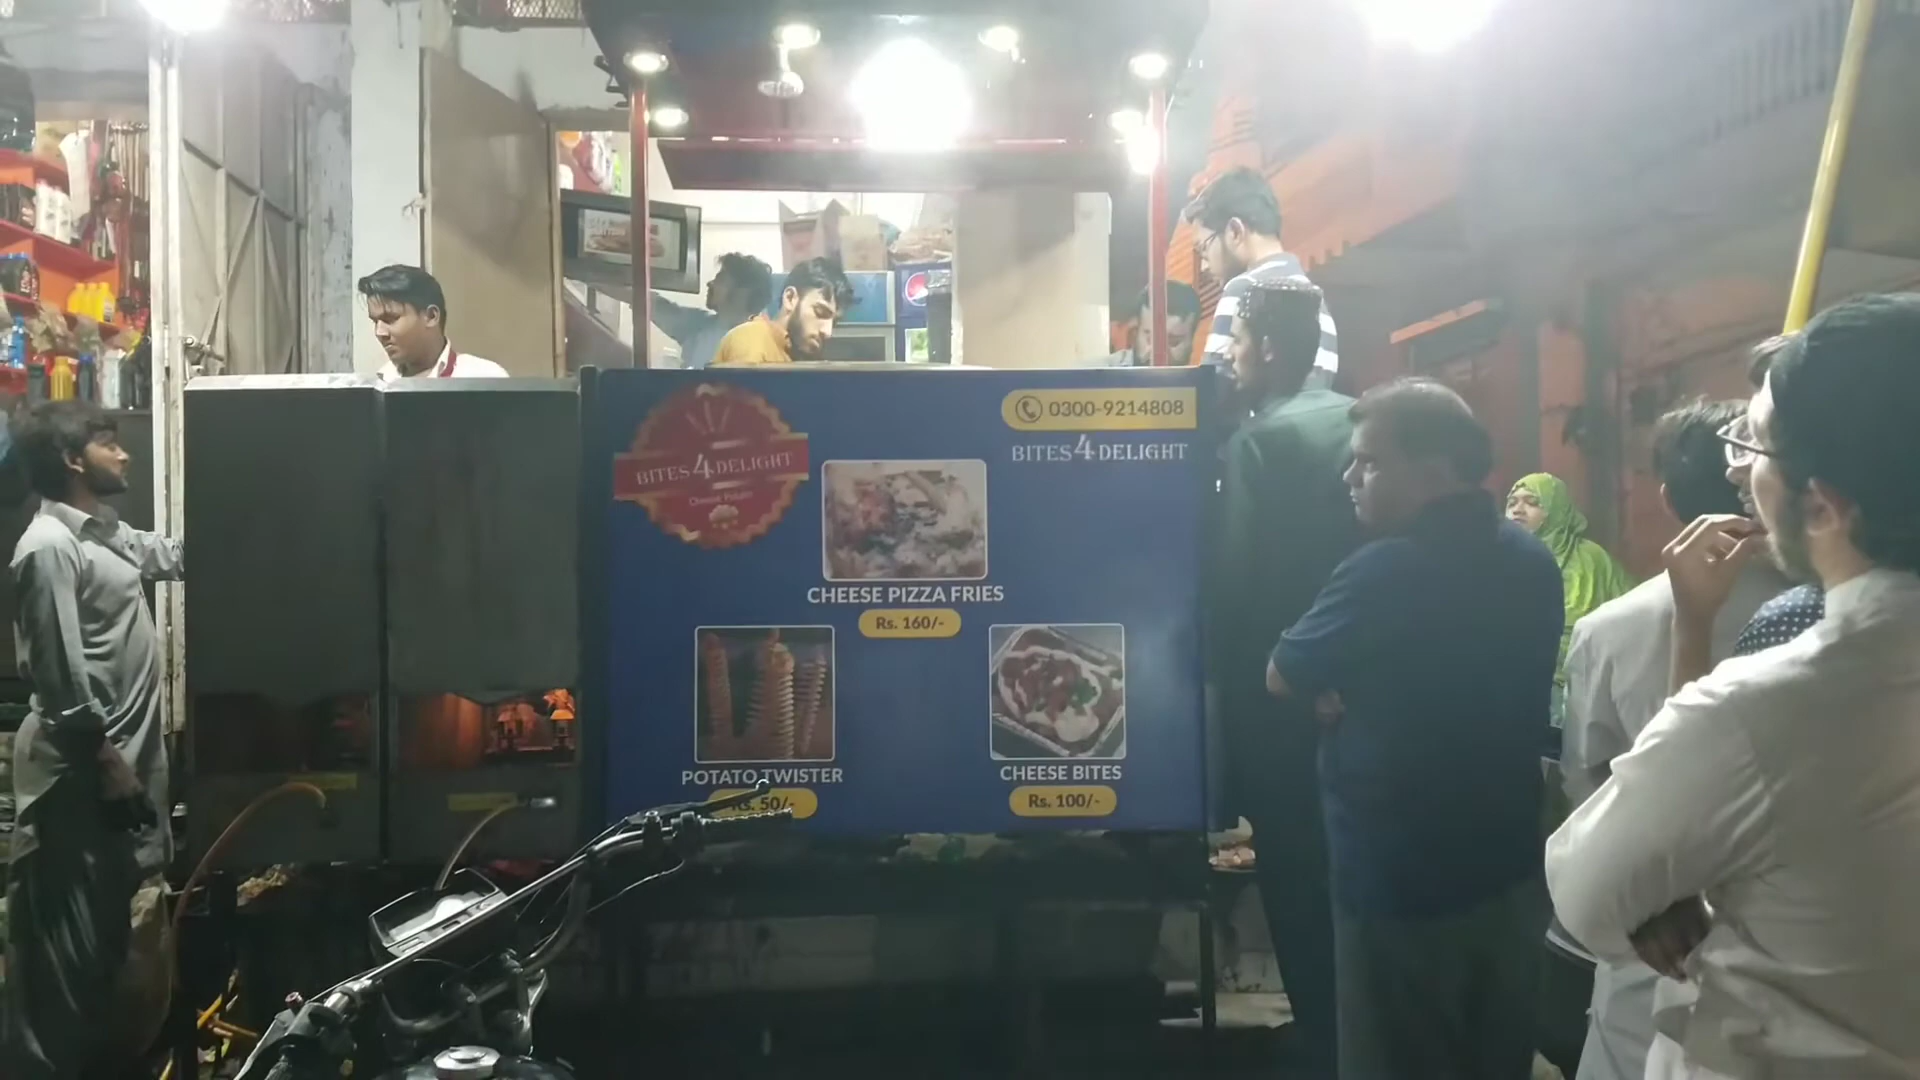 0300-9214808
BITES 4 DELIGHT
BITES 4 DELIGHT
CHEESE PIZZA FRIES
Rs. 160/-
POTATO TWISTER
Rs. 50/-
CHEESE BITES
Rs. 100/-